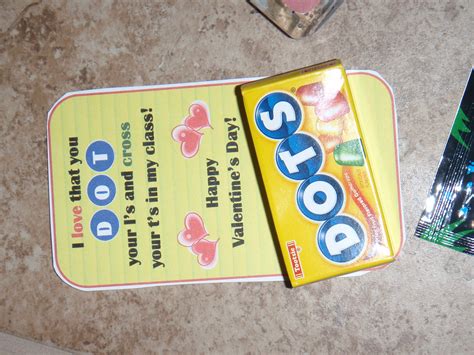 I love that you
DOT
your I's and cross
your t's in my class!
Happy
Valentine's Day!
DOTS
Tootsie